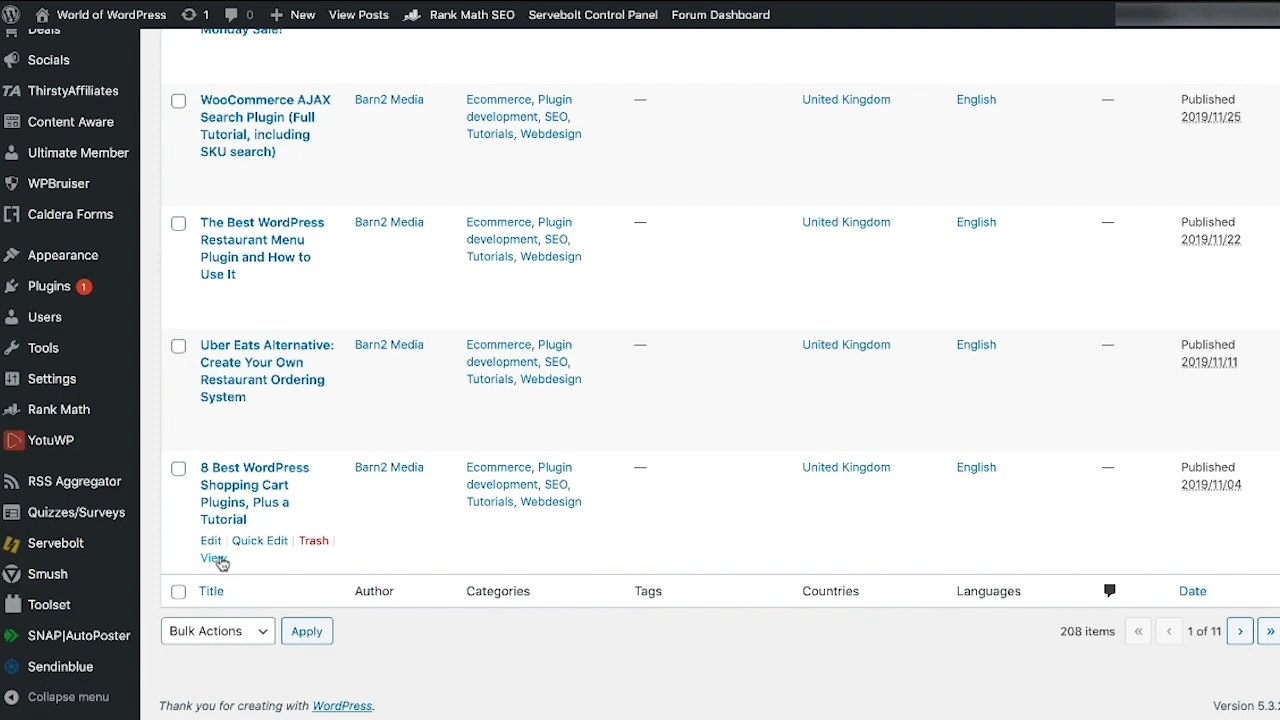 World of WordPress 1 0 New View Posts Rank Math SEO Servebolt Control Panel Forum Dashboard
Deals
Socials
ThirstyAffiliates
Content Aware
Ultimate Member
WPBruiser
Caldera Forms
Appearance
Plugins 1
Users
Tools
Settings
Rank Math
YotuWP
RSS Aggregator
Quizzes/Surveys
Servebolt
Smush
Toolset
SNAP|AutoPoster
Sendinblue
Collapse menu
Monday Sale!
WooCommerce AJAX
Search Plugin (Full
Tutorial, including
SKU search)
Barn2 Media
Ecommerce, Plugin
development, SEO,
Tutorials, Webdesign
—
United Kingdom
English
—
Published
2019/11/25
The Best WordPress
Restaurant Menu
Plugin and How to
Use It
Barn2 Media
Ecommerce, Plugin
development, SEO,
Tutorials, Webdesign
—
United Kingdom
English
—
Published
2019/11/22
Uber Eats Alternative:
Create Your Own
Restaurant Ordering
System
Barn2 Media
Ecommerce, Plugin
development, SEO,
Tutorials, Webdesign
—
United Kingdom
English
—
Published
2019/11/11
8 Best WordPress
Shopping Cart
Plugins, Plus a
Tutorial
Edit | Quick Edit | Trash |
View
Barn2 Media
Ecommerce, Plugin
development, SEO,
Tutorials, Webdesign
—
United Kingdom
English
—
Published
2019/11/04
Title Author Categories Tags Countries Languages Date
Bulk Actions Apply 208 items « ‹ 1 of 11 › »
Thank you for creating with WordPress. Version 5.3.2